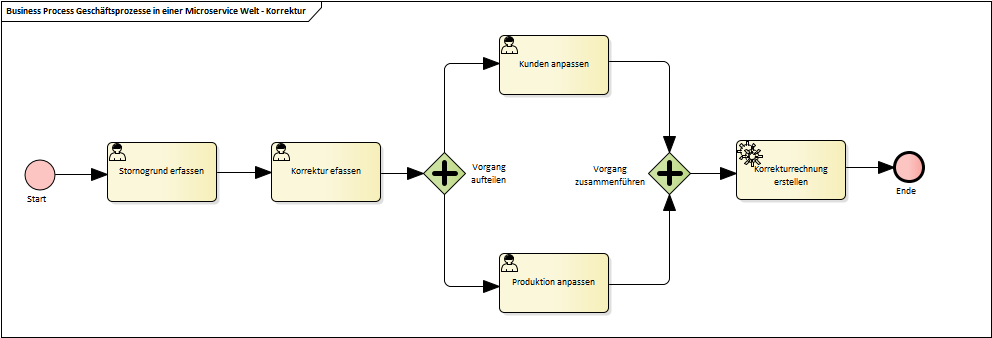 Business Process Geschäftsprozesse in einer Microservice Welt - Korrektur
Kunden anpassen
Stornogrund erfassen
Korrektur efassen
Vorgang
aufteilen
Vorgang
zusammenführen
Korrekturrechnung
erstellen
Start
Ende
Produktion anpassen